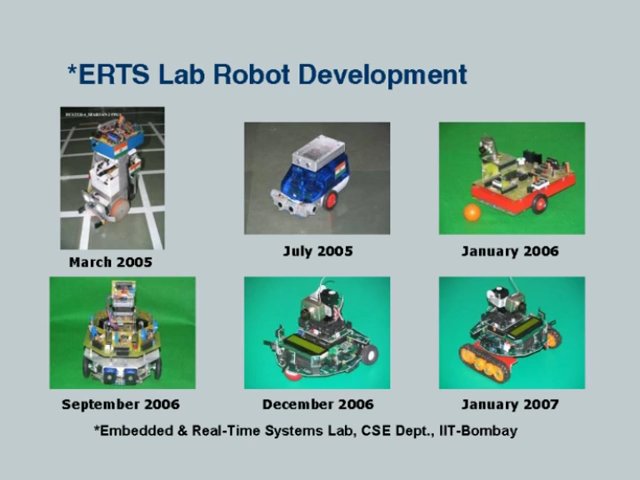 *ERTS Lab Robot Development
March 2005
July 2005
January 2006
September 2006
December 2006
January 2007
*Embedded & Real-Time Systems Lab, CSE Dept., IIT-Bombay